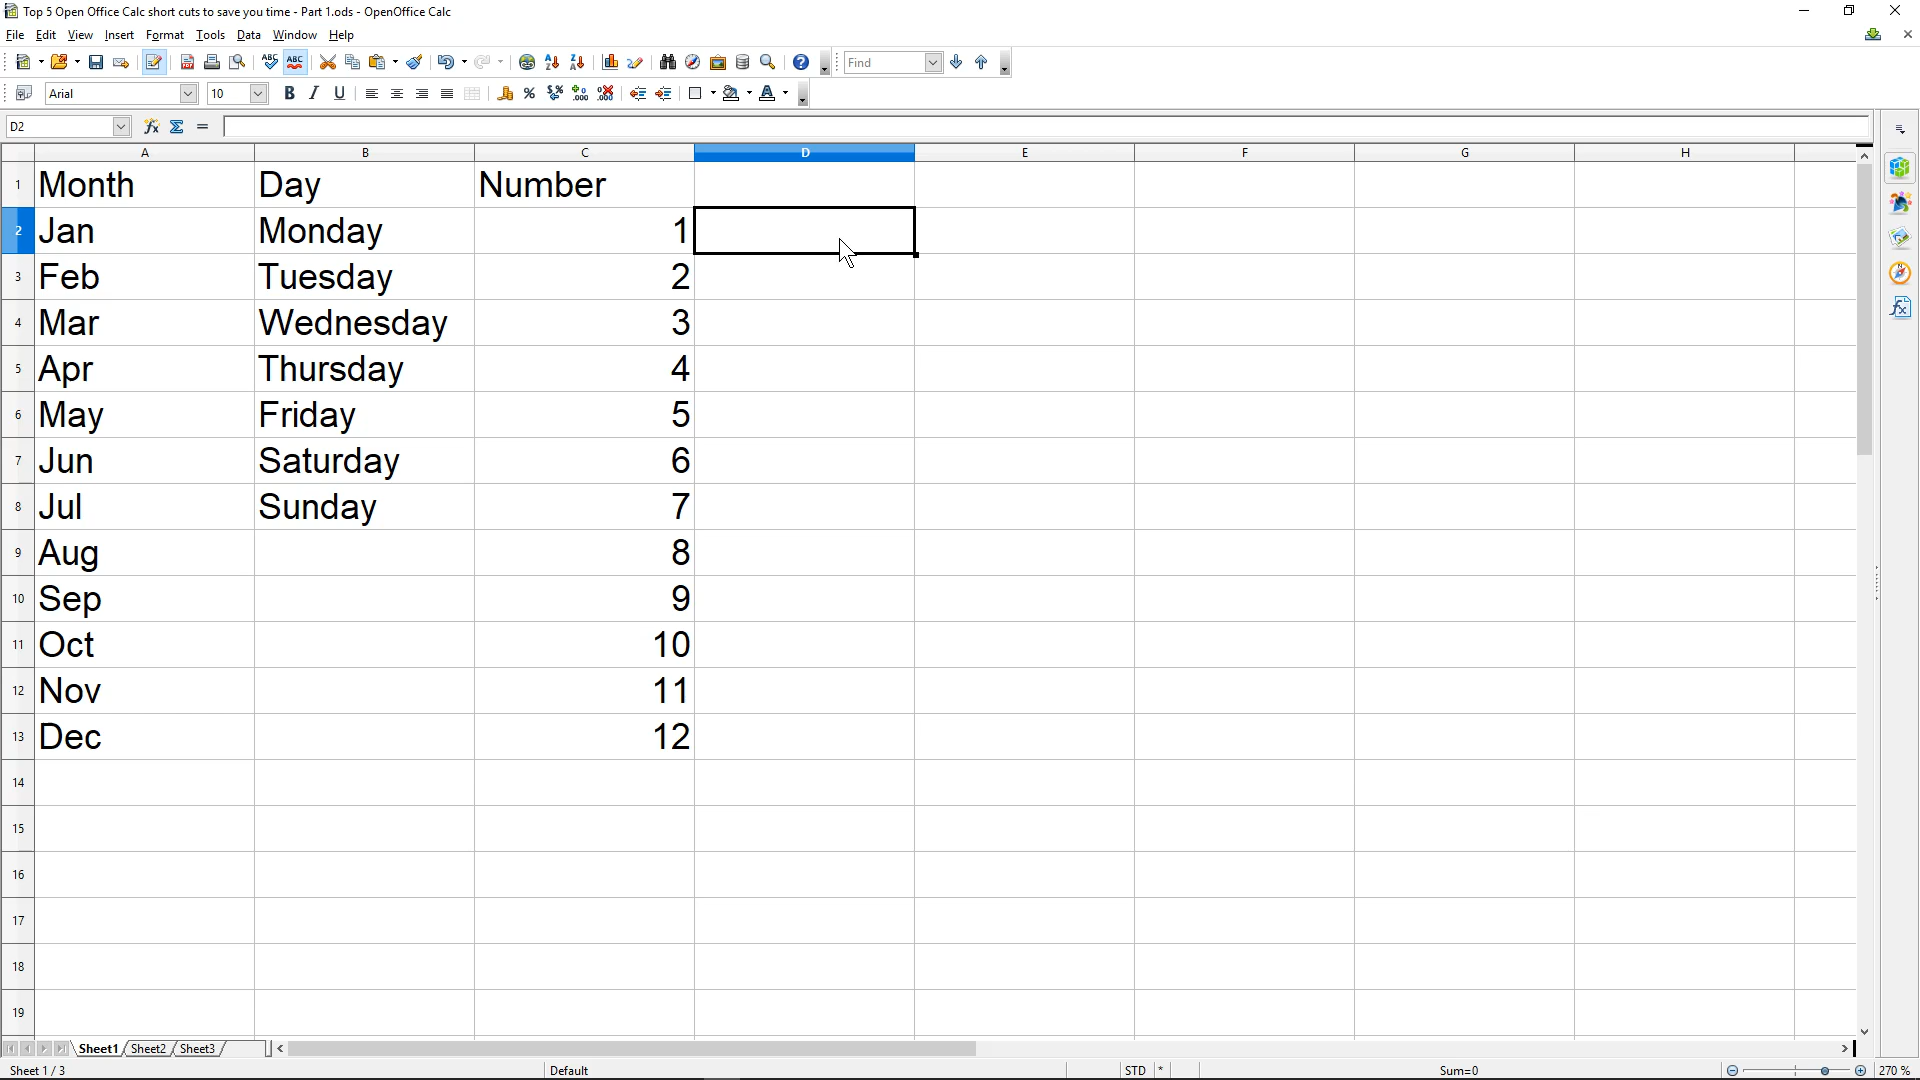 Top 5 Open Office Calc short cuts to save you time - Part 1.ods - OpenOffice Calc
File Edit View Insert Format Tools Data Window Help
ABC ABC Find
Arial 10 B I U
D2
A B C D E F G H
1 Month Day Number
2 Jan Monday 1
3 Feb Tuesday 2
4 Mar Wednesday 3
5 Apr Thursday 4
6 May Friday 5
7 Jun Saturday 6
8 Jul Sunday 7
9 Aug 8
10 Sep 9
11 Oct 10
12 Nov 11
13 Dec 12
14
15
16
17
18
19
Sheet1 Sheet2 Sheet3
Sheet 1 / 3 Default STD * Sum=0 270 %